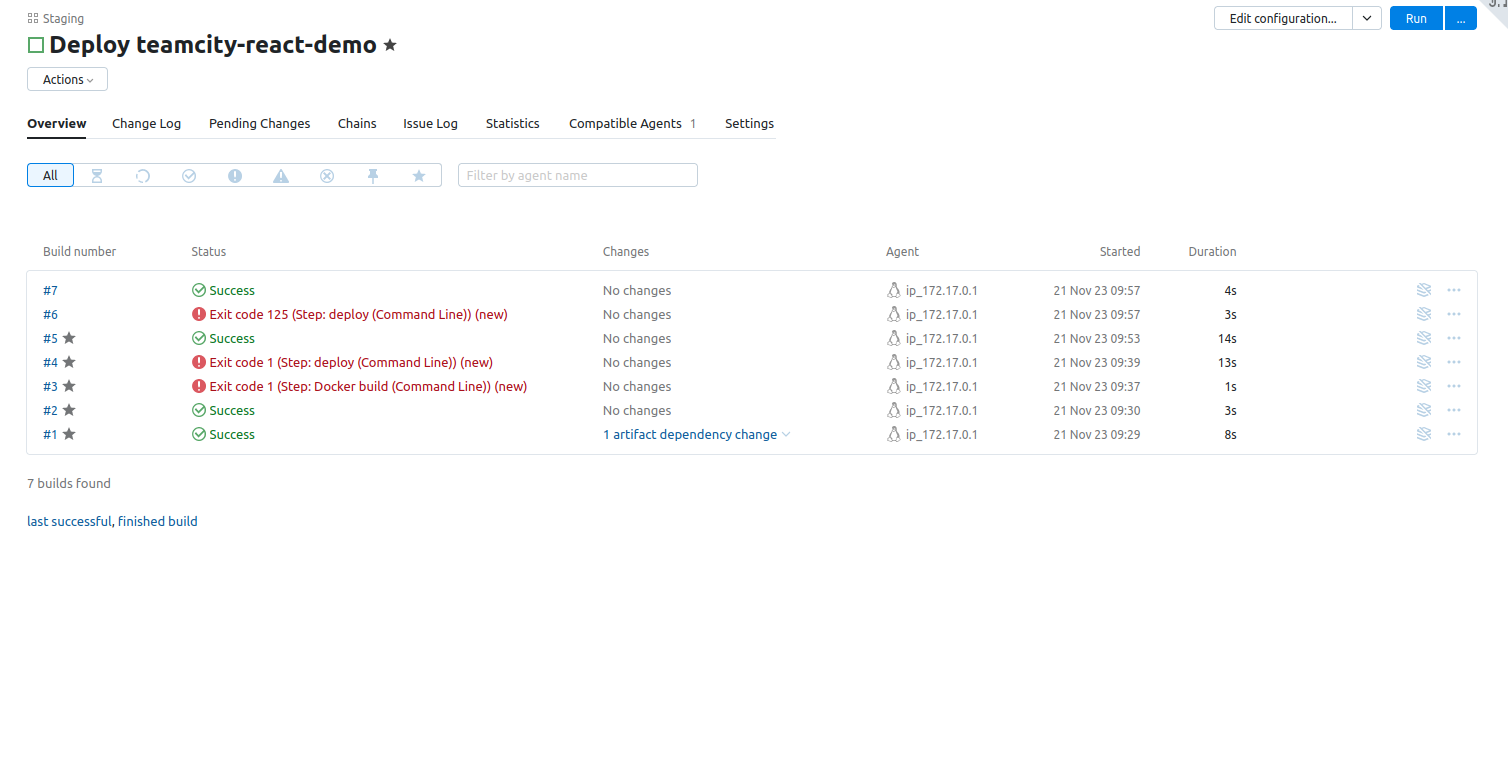 Staging
Edit configuration...
Run
...
Deploy teamcity-react-demo
Actions
Overview Change Log Pending Changes Chains Issue Log Statistics Compatible Agents 1 Settings
All
Filter by agent name
Build number Status Changes Agent Started Duration
#7 Success No changes ip_172.17.0.1 21 Nov 23 09:57 4s
#6 Exit code 125 (Step: deploy (Command Line)) (new) No changes ip_172.17.0.1 21 Nov 23 09:57 3s
#5 Success No changes ip_172.17.0.1 21 Nov 23 09:53 14s
#4 Exit code 1 (Step: deploy (Command Line)) (new) No changes ip_172.17.0.1 21 Nov 23 09:39 13s
#3 Exit code 1 (Step: Docker build (Command Line)) (new) No changes ip_172.17.0.1 21 Nov 23 09:37 1s
#2 Success No changes ip_172.17.0.1 21 Nov 23 09:30 3s
#1 Success 1 artifact dependency change ip_172.17.0.1 21 Nov 23 09:29 8s
7 builds found
last successful, finished build